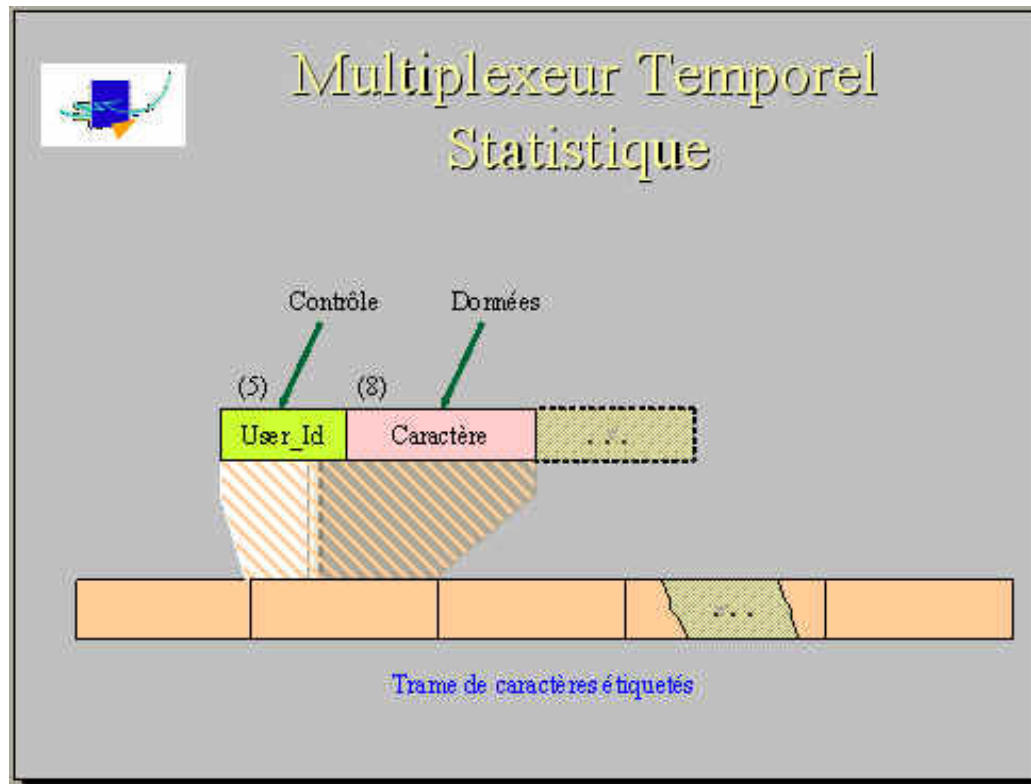 Multiplexeur Temporel
Statistique
Contrôle Données
(5) (8)
User_Id Caractère . . .
. . .
Trame de caractères étiquetés